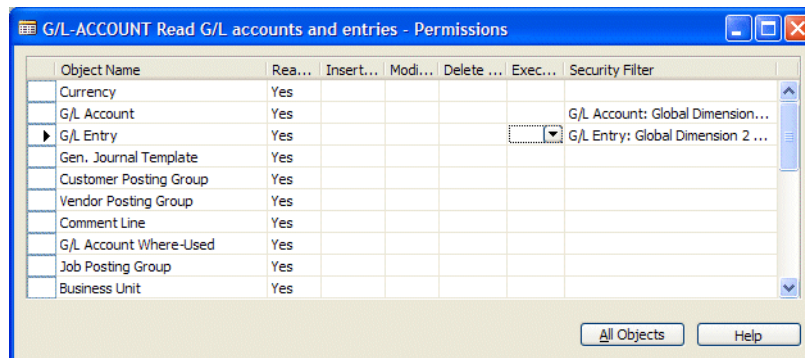 G/L-ACCOUNT Read G/L accounts and entries - Permissions
Object Name Rea... Insert... Modi... Delete ... Exec... Security Filter
Currency Yes
G/L Account Yes G/L Account: Global Dimension...
G/L Entry Yes G/L Entry: Global Dimension 2 ...
Gen. Journal Template Yes
Customer Posting Group Yes
Vendor Posting Group Yes
Comment Line Yes
G/L Account Where-Used Yes
Job Posting Group Yes
Business Unit Yes
All Objects Help